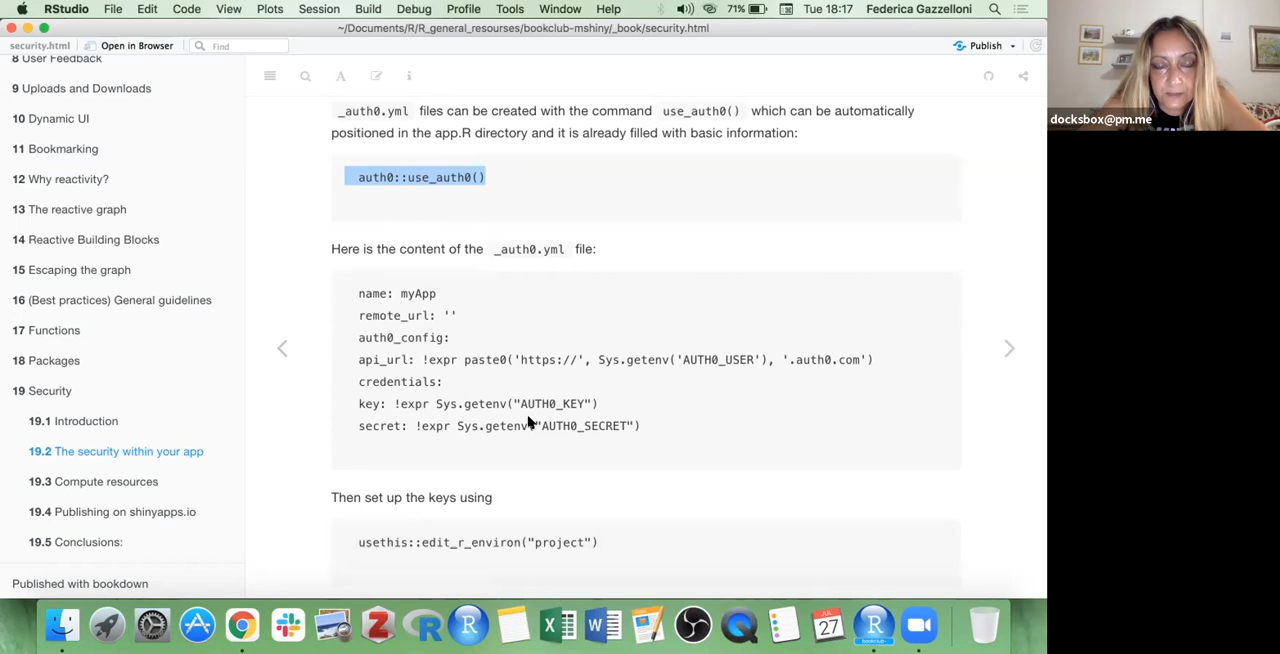 RStudio File Edit Code View Plots Session Build Debug Profile Tools Window Help 71% Tue 18:17 Federica Gazzelloni
~/Documents/R/R_general_resourses/bookclub-mshiny/_book/security.html
security.html Open in Browser Find Publish
8 User Feedback
9 Uploads and Downloads
10 Dynamic UI
11 Bookmarking
12 Why reactivity?
13 The reactive graph
14 Reactive Building Blocks
15 Escaping the graph
16 (Best practices) General guidelines
17 Functions
18 Packages
19 Security
19.1 Introduction
19.2 The security within your app
19.3 Compute resources
19.4 Publishing on shinyapps.io
19.5 Conclusions:
Published with bookdown
_auth0.yml files can be created with the command use_auth0() which can be automatically
positioned in the app.R directory and it is already filled with basic information:
auth0::use_auth0()
Here is the content of the _auth0.yml file:
name: myApp
remote_url: ''
auth0_config:
api_url: !expr paste0('https://', Sys.getenv('AUTH0_USER'), '.auth0.com')
credentials:
key: !expr Sys.getenv("AUTH0_KEY")
secret: !expr Sys.getenv("AUTH0_SECRET")
Then set up the keys using
usethis::edit_r_environ("project")
docksbox@pm.me
JUL
27